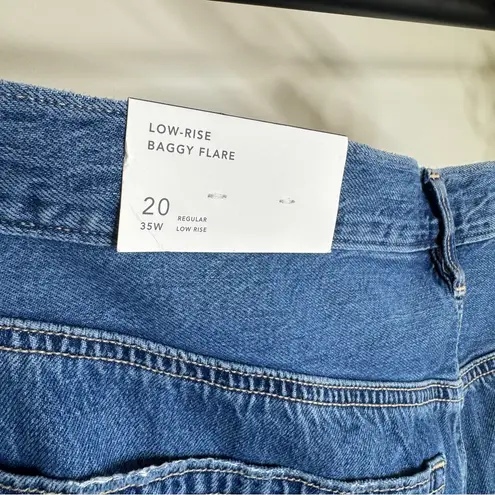 LOW-RISE
BAGGY FLARE
20 REGULAR
35W LOW RISE